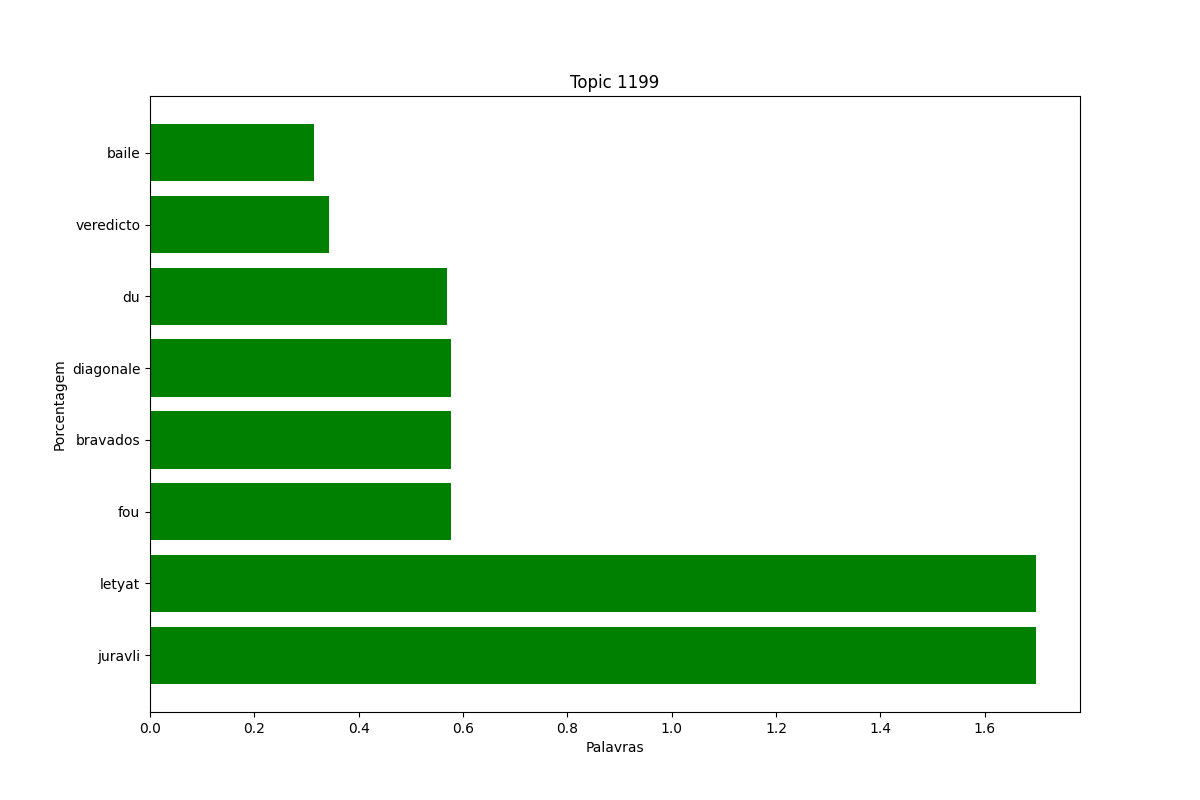 Topic 1199
baile
veredicto
du
diagonale
bravados
fou
letyat
juravli
Porcentagem
0.0 0.2 0.4 0.6 0.8 1.0 1.2 1.4 1.6
Palavras